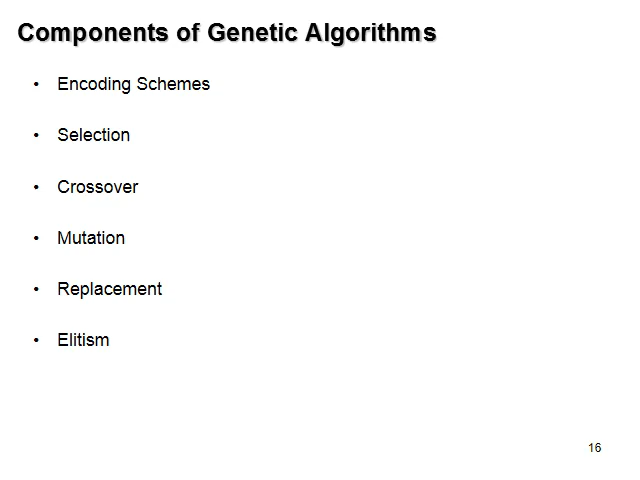 Components of Genetic Algorithms
• Encoding Schemes
• Selection
• Crossover
• Mutation
• Replacement
• Elitism
16